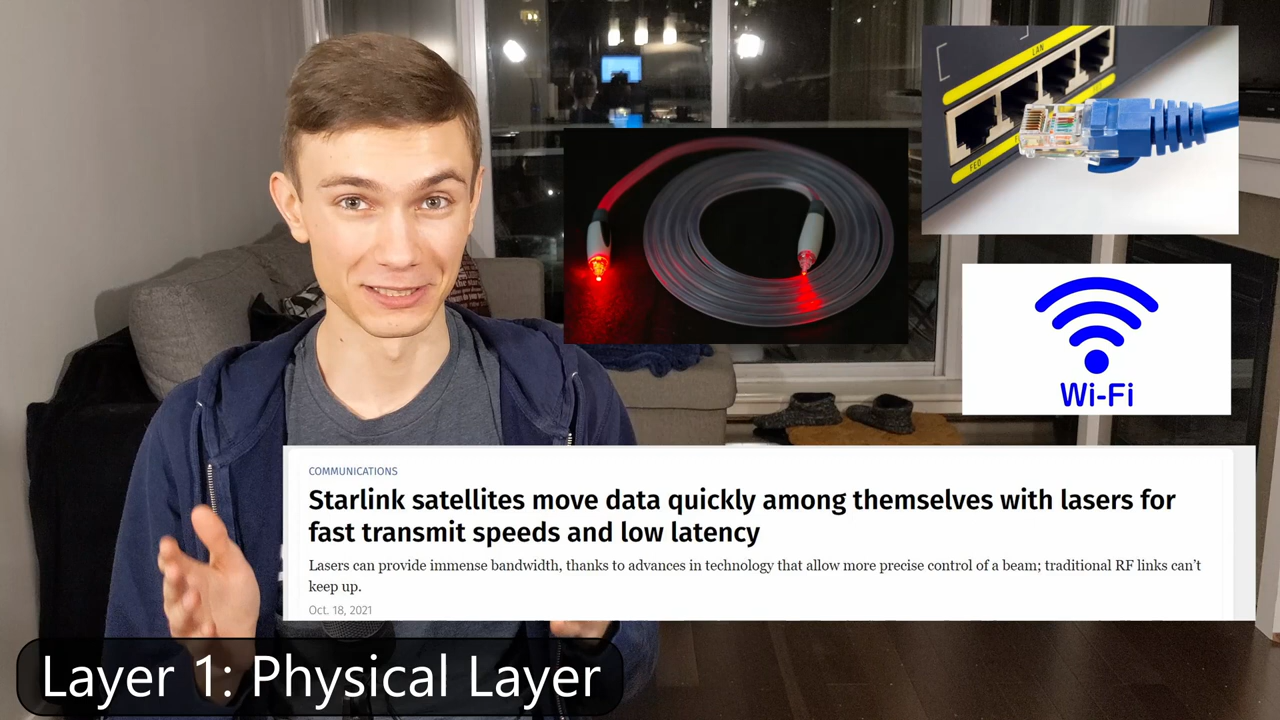 LAN
FE0
Wi-Fi
COMMUNICATIONS
Starlink satellites move data quickly among themselves with lasers for
fast transmit speeds and low latency
Lasers can provide immense bandwidth, thanks to advances in technology that allow more precise control of a beam; traditional RF links can't
keep up.
Oct. 18, 2021
Layer 1: Physical Layer